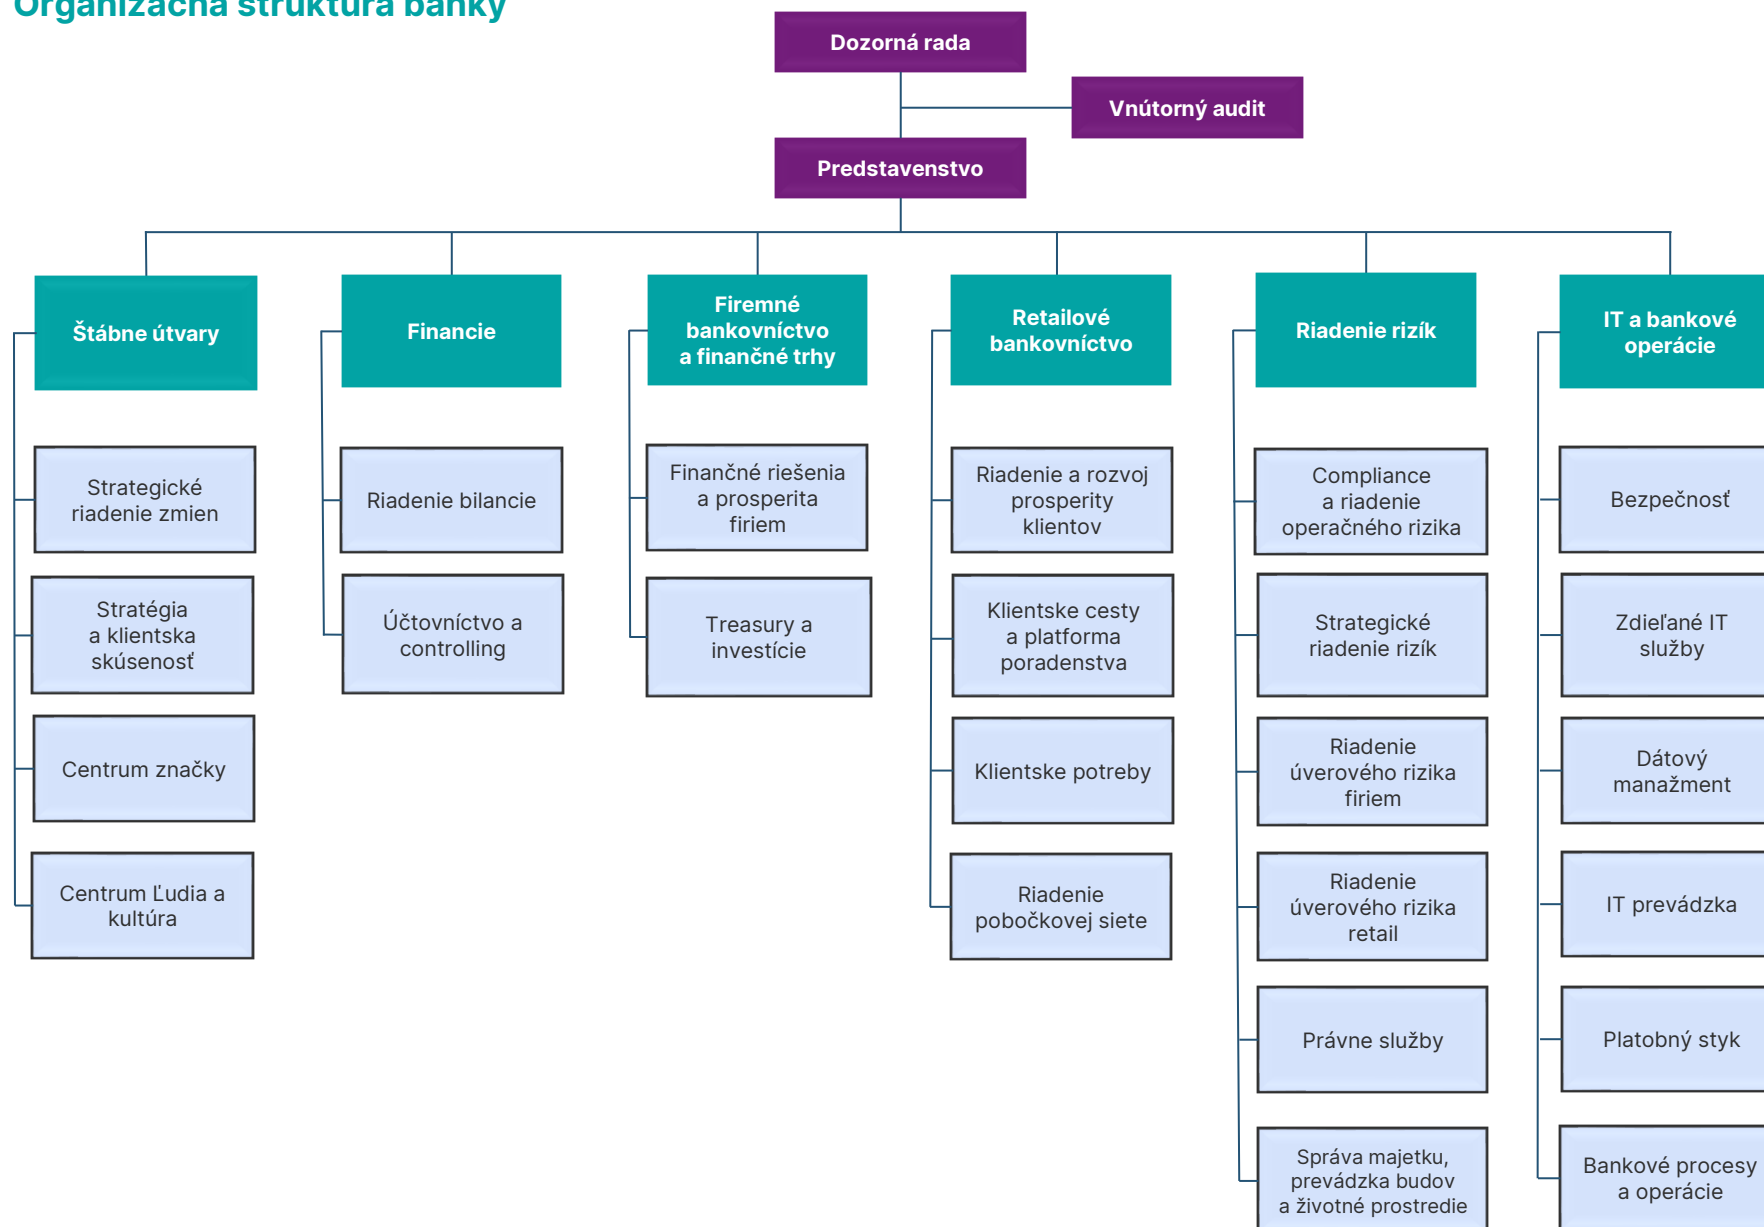 Organizačná štruktúra banky
Dozorná rada
Vnútorný audit
Predstavenstvo
Štábne útvary
Strategické
riadenie zmien
Stratégia
a klientska
skúsenosť
Centrum značky
Centrum Ľudia a
kultúra
Financie
Riadenie bilancie
Účtovníctvo a
controlling
Firemné
bankovníctvo
a finančné trhy
Finančné riešenia
a prosperita
firiem
Treasury a
investície
Retailové
bankovníctvo
Riadenie a rozvoj
prosperity
klientov
Klientske cesty
a platforma
poradenstva
Klientske potreby
Riadenie
pobočkovej siete
Riadenie rizík
Compliance
a riadenie
operačného rizika
Strategické
riadenie rizík
Riadenie
úverového rizika
firiem
Riadenie
úverového rizika
retail
Právne služby
Správa majetku,
prevádzka budov
a životné prostredie
IT a bankové
operácie
Bezpečnosť
Zdieľané IT
služby
Dátový
manažment
IT prevádzka
Platobný styk
Bankové procesy
a operácie